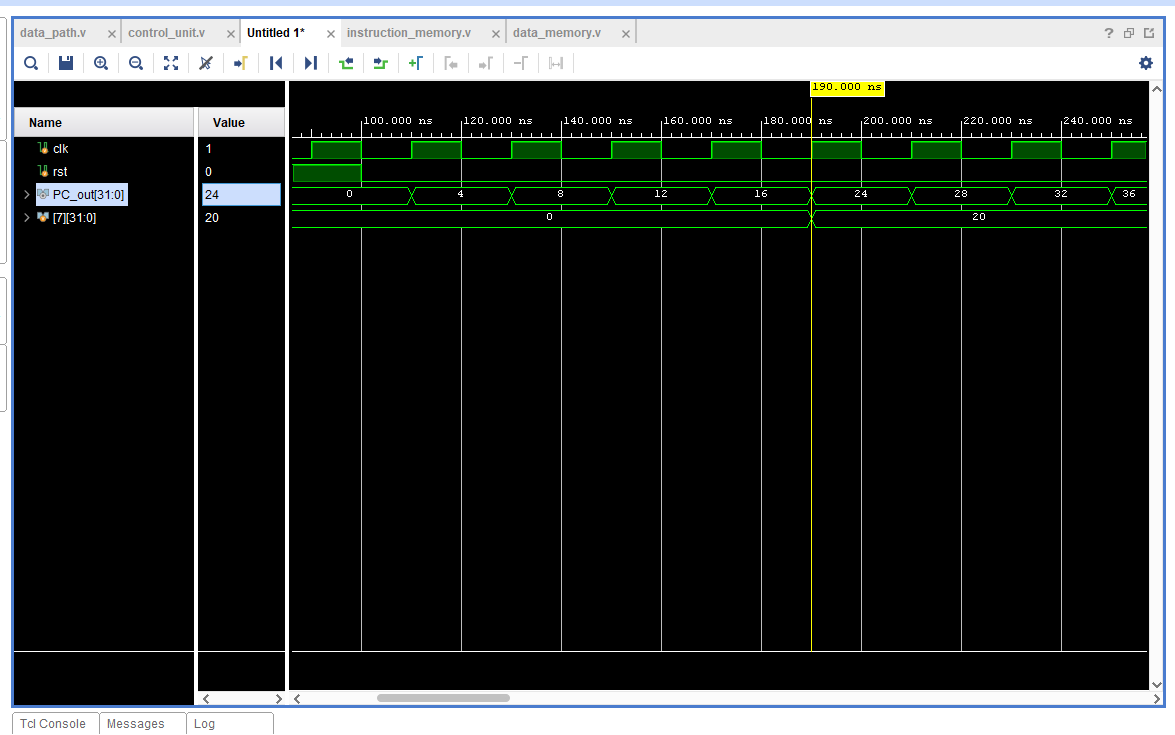 data_path.v × control_unit.v × Untitled 1* × instruction_memory.v × data_memory.v × ?
190.000 ns
Name Value
100.000 ns 120.000 ns 140.000 ns 160.000 ns 180.000 ns 200.000 ns 220.000 ns 240.000 ns
clk 1
rst 0
PC_out[31:0] 24 0 4 8 12 16 24 28 32 36
[7][31:0] 20 0 20
Tcl Console Messages Log